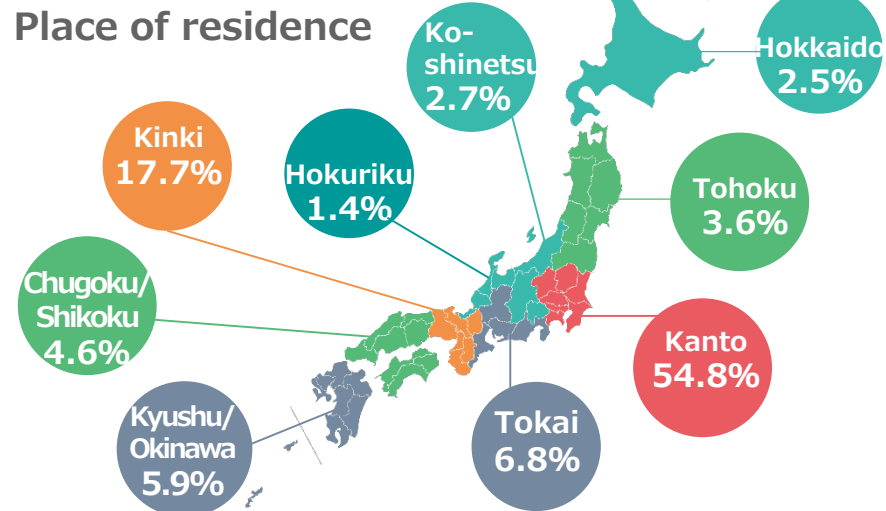 Place of residence
Ko-
shinetsu
2.7%
Hokkaido
2.5%
Kinki
17.7%
Hokuriku
1.4%
Tohoku
3.6%
Chugoku/
Shikoku
4.6%
Kanto
54.8%
Kyushu/
Okinawa
5.9%
Tokai
6.8%